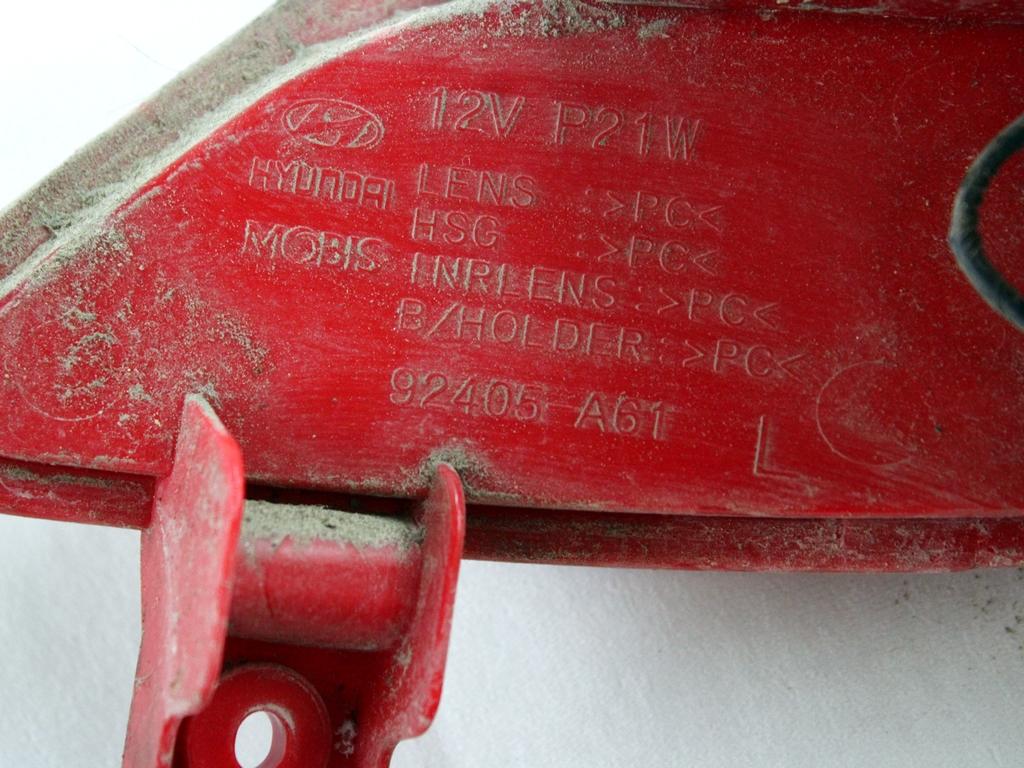 12V P21W
HYUNDAI LENS :>PC<
HSG :>PC<
MOBIS INRLENS :>PC<
B/HOLDER :>PC<
92405-A61
L